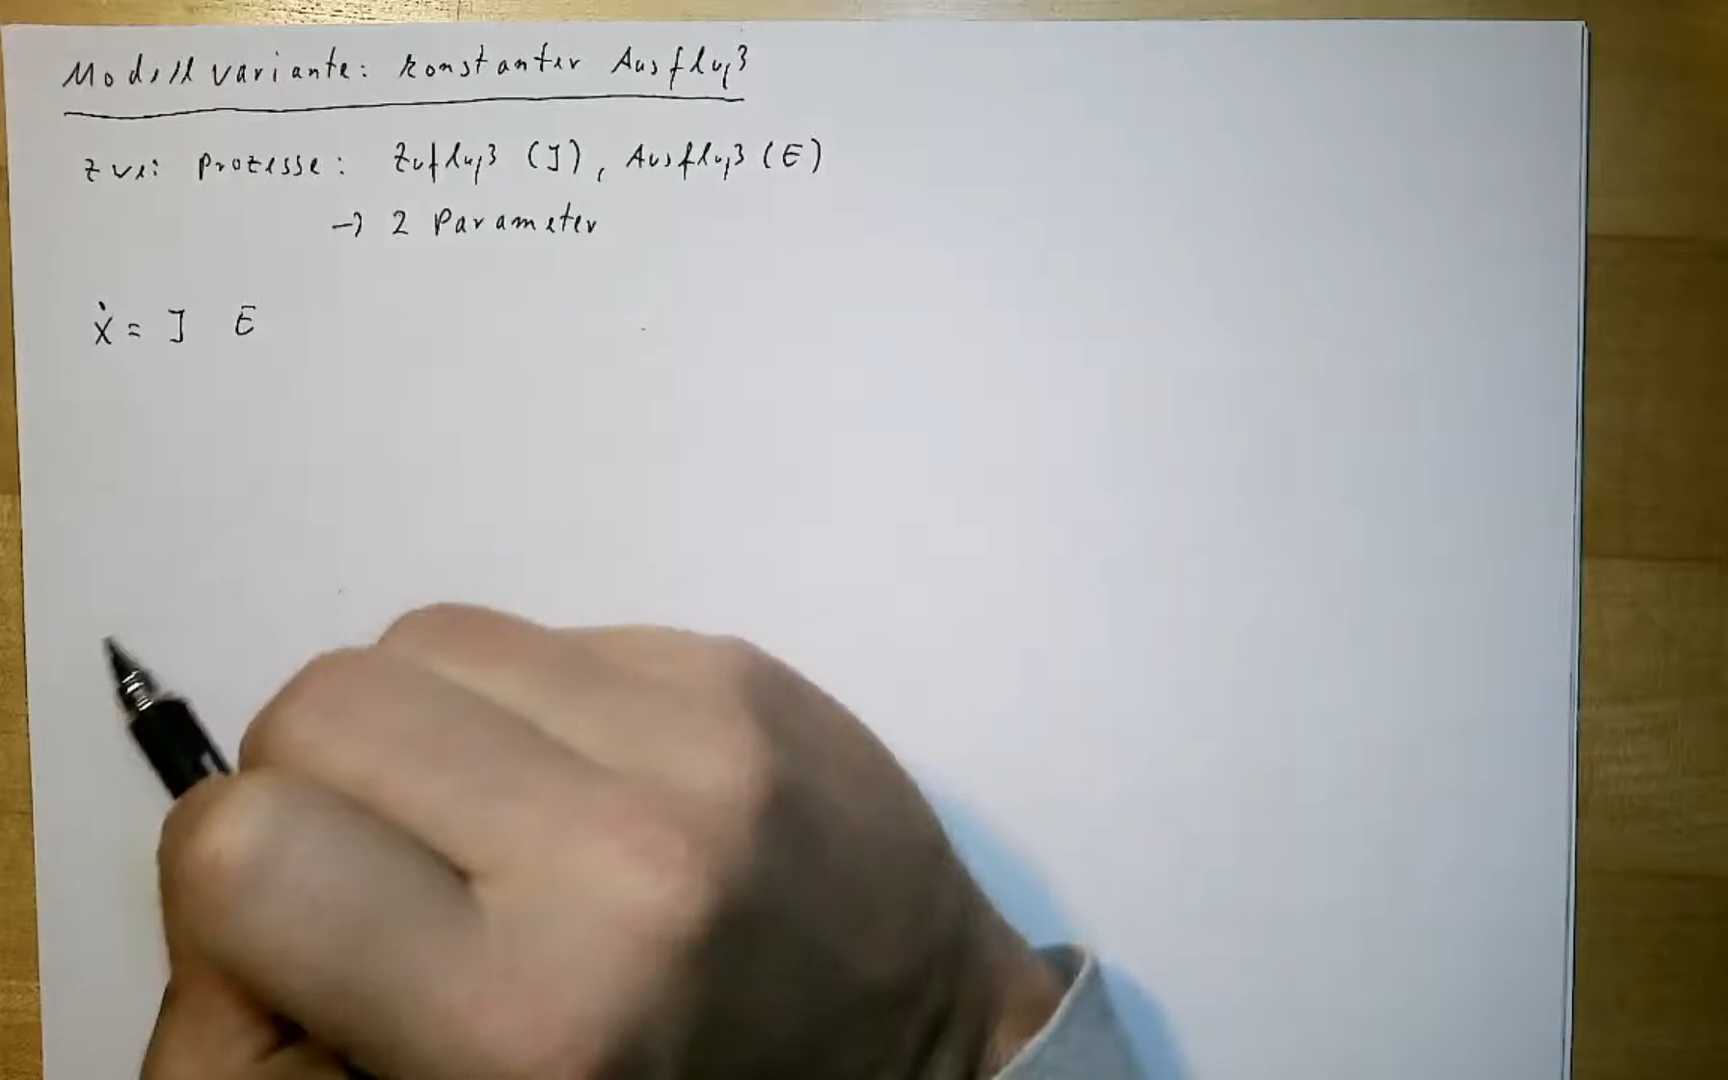 Modellvariante: konstanter Ausfluß
zwei Prozesse: Zufluß (I), Ausfluß (E)
→ 2 Parameter
ẋ = I E